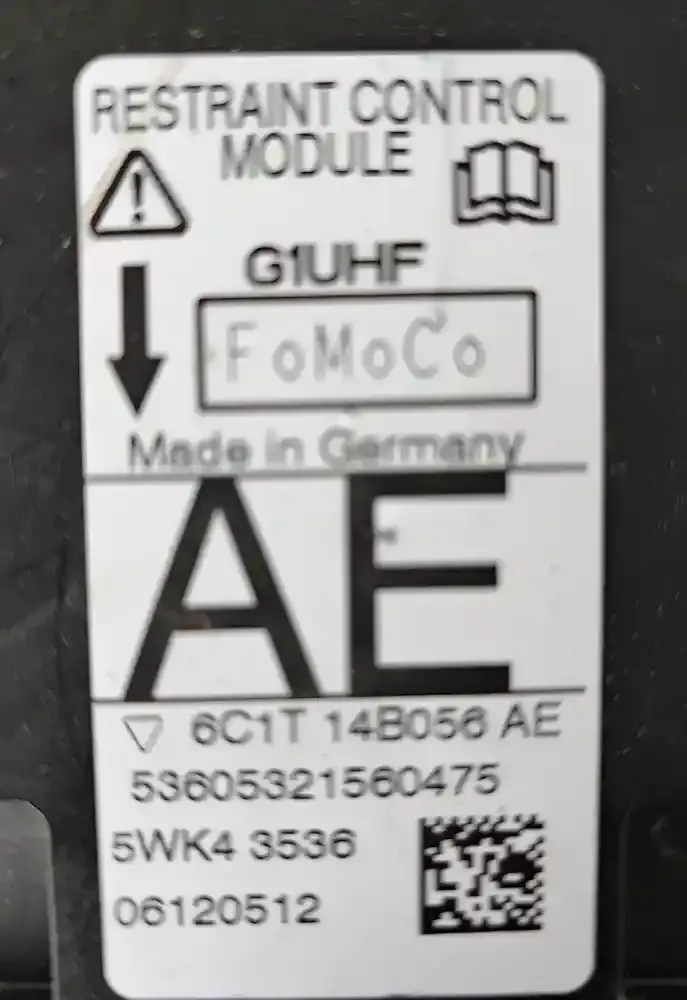 RESTRAINT CONTROL
MODULE
G1UHF
FoMoCo
Made in Germany
AE
6C1T 14B056 AE
53605321560475
5WK4 3536
06120512